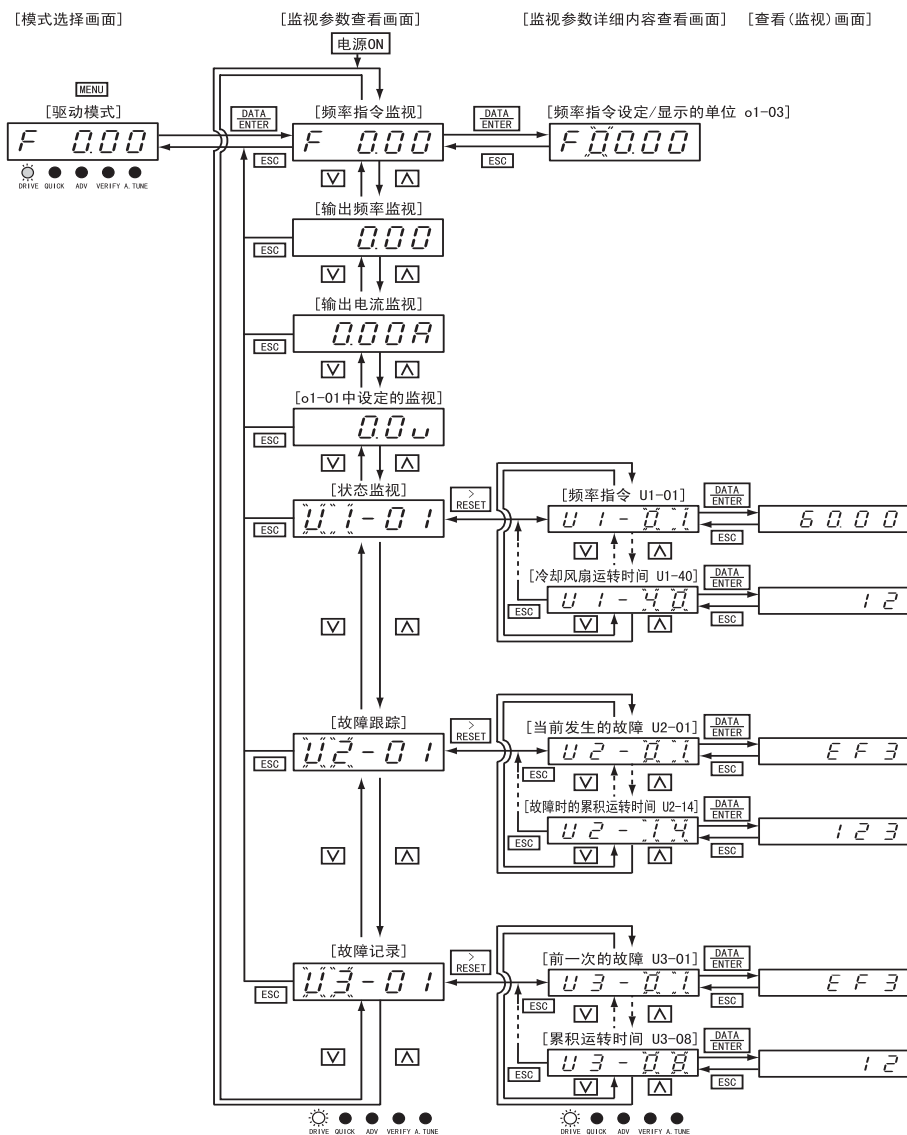 [模式选择画面] [监视参数查看画面] [监视参数详细内容查看画面] [查看(监视)画面]
电源ON
MENU
[驱动模式] DATA ENTER [频率指令监视] DATA ENTER [频率指令设定/显示的单位 o1-03]
F 0.00 F 0.00 F00.00
ESC ESC
DRIVE QUICK ADV VERIFY A.TUNE
∨ ∧
[输出频率监视]
0.00
ESC
∨ ∧
[输出电流监视]
0.00A
ESC
∨ ∧
[o1-01中设定的监视]
0.0u
ESC
∨ ∧
[状态监视] > RESET [频率指令 U1-01] DATA ENTER
U1-01 U1-01 60.00
ESC ESC
∨ ∧
[冷却风扇运转时间 U1-40] DATA ENTER
U1-40 12
ESC ESC
∨ ∧ ∨ ∧
[故障跟踪] > RESET [当前发生的故障 U2-01] DATA ENTER
U2-01 U2-01 EF3
ESC ESC ESC
∨ ∧
[故障时的累积运转时间 U2-14] DATA ENTER
U2-14 123
ESC ESC
∨ ∧ ∨ ∧
[故障记录] > RESET [前一次的故障 U3-01] DATA ENTER
U3-01 U3-01 EF3
ESC ESC ESC
∨ ∧
[累积运转时间 U3-08] DATA ENTER
U3-08 12
ESC ESC
∨ ∧ ∨ ∧
DRIVE QUICK ADV VERIFY A.TUNE DRIVE QUICK ADV VERIFY A.TUNE